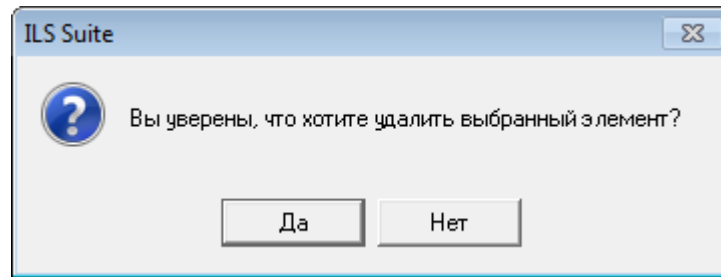 ILS Suite
Вы уверены, что хотите удалить выбранный элемент?
Да
Нет